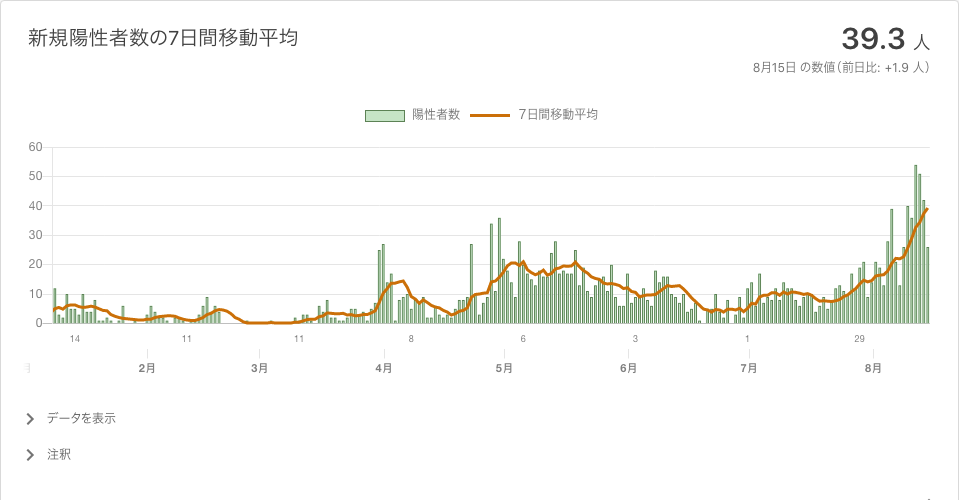 新規陽性者数の7日間移動平均
39.3 人
8月15日 の数値（前日比: +1.9 人）
陽性者数 7日間移動平均
60
50
40
30
20
10
0
14 11 11 8 6 3 1 29
2月 3月 4月 5月 6月 7月 8月
データを表示
注釈